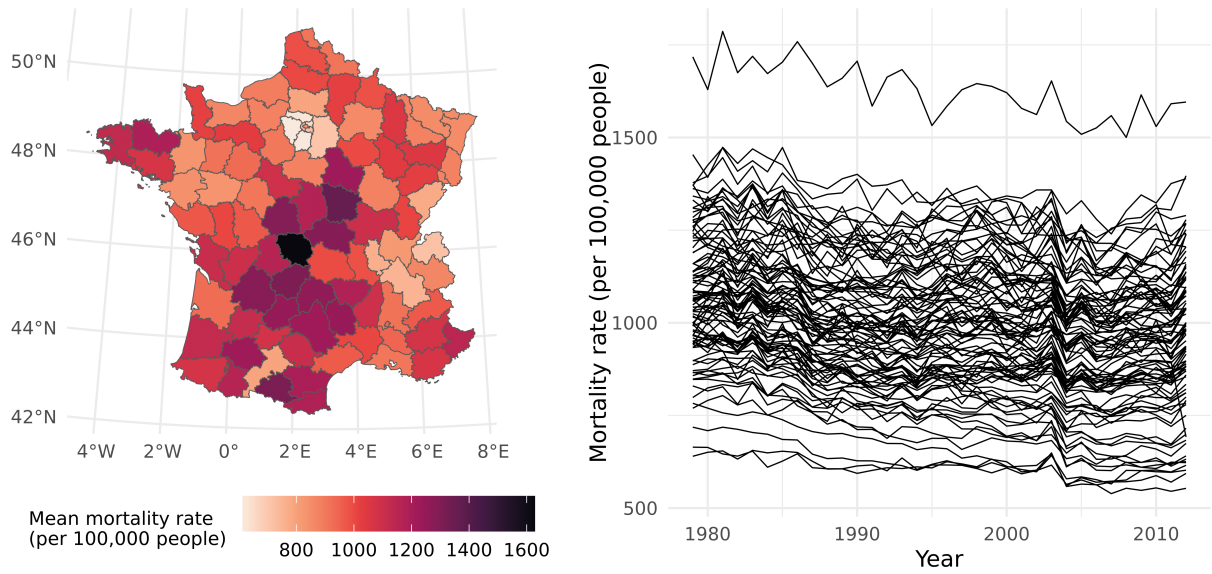 50°N
48°N
46°N
44°N
42°N
4°W 2°W 0° 2°E 4°E 6°E 8°E
Mean mortality rate
(per 100,000 people)
800 1000 1200 1400 1600
Mortality rate (per 100,000 people)
1500
1000
750
500
1980 1990 2000 2010
Year